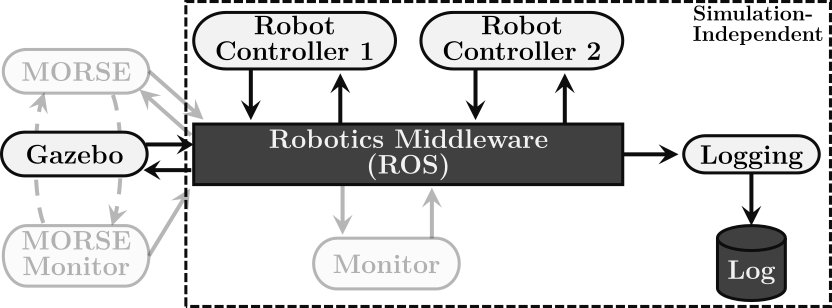 Robot
Controller 1
Robot
Controller 2
Simulation-
Independent
MORSE
Gazebo
Robotics Middleware
(ROS)
Logging
MORSE
Monitor
Monitor
Log